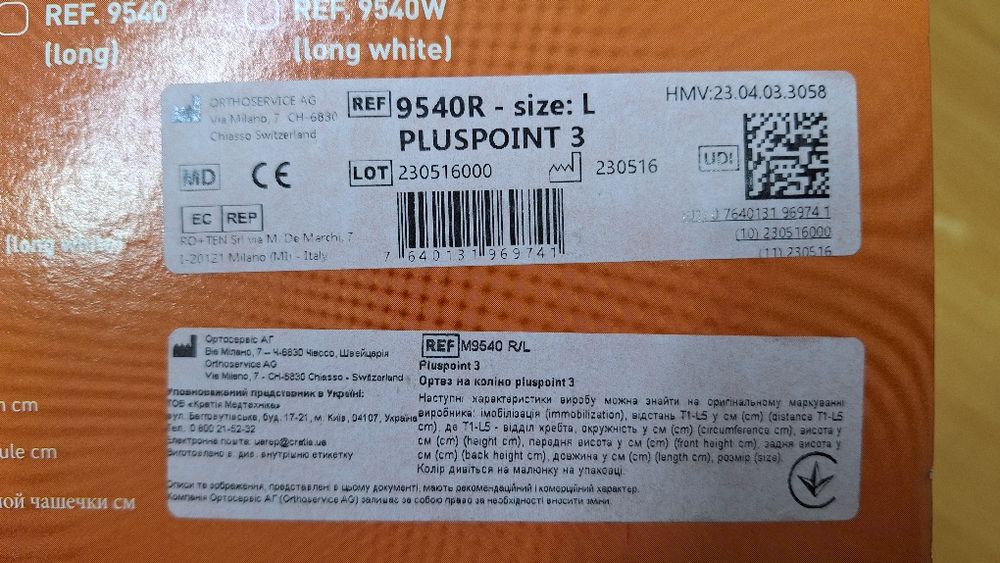 REF. 9540
(long)
REF. 9540W
(long white)
ORTHOSERVICE AG
Via Milano, 7 CH-6830
Chiasso Switzerland
REF 9540R - size: L
PLUSPOINT 3
HMV:23.04.03.3058
MD CE
LOT 230516000
230516
UDI
EC REP
RO+TEN Srl via M. De Marchi, 7
I-20121 Milano (MI) - Italy
7 640131 969741
7640131 96974 1
(10) 230516000
(11) 230516
(long white)
Ортосервіс АГ
Віа Мілано, 7 – Ч-6830 Чіассо, Швейцарія
Orthoservice AG
Via Milano, 7 - CH-6830 Chiasso - Switzerland
REF M9540 R/L
Pluspoint 3
Ортез на коліно pluspoint 3
Уповноважений представник в Україні:
ТОВ «Кратія Медтехніка»
вул. Багговутівська, буд. 17-21, м. Київ, 04107, Україна
Тел. 0 800 21-52-32
Електронна пошта: uarep@cratia.ua
Виготовлено в: див. внутрішню етикетку
Наступні характеристики виробу можна знайти на оригінальному маркуванні
виробника: імобілізація (immobilization), відстань T1-L5 у см (cm) (distance T1-L5
cm), де T1-L5 - відділ хребта, окружність у см (cm) (circumference cm), висота у
см (cm) (height cm), передня висота у см (cm) (front height cm), задня висота у
см (cm) (back height cm), довжина у см (cm) (length cm), розмір (size).
Колір дивіться на малюнку на упаковці.
Описи та зображення, представлені в цьому документі, мають рекомендаційний і комерційний характер.
Компанія Ортосервіс АГ (Orthoservice AG) залишає за собою право за необхідності вносити зміни.
cm
ule cm
ной чашечки см